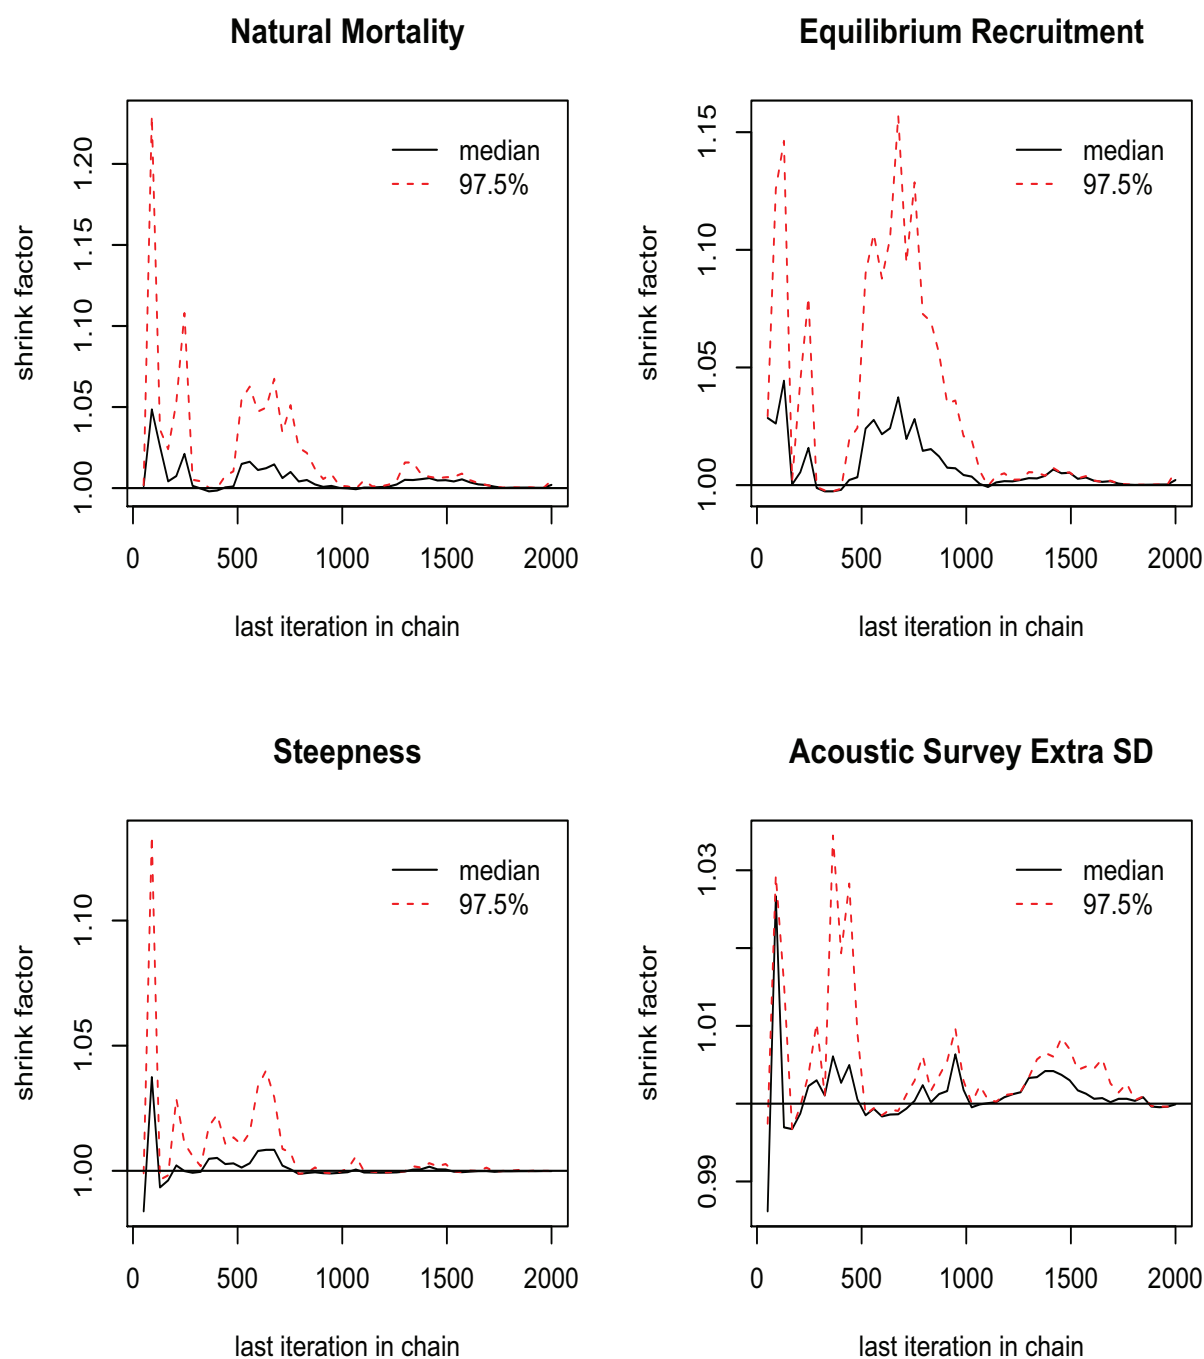 Natural Mortality
shrink factor
1.00
1.05
1.10
1.15
1.20
median
97.5%
0 500 1000 1500 2000
last iteration in chain
Equilibrium Recruitment
shrink factor
1.00
1.05
1.10
1.15
median
97.5%
0 500 1000 1500 2000
last iteration in chain
Steepness
shrink factor
1.00
1.05
1.10
median
97.5%
0 500 1000 1500 2000
last iteration in chain
Acoustic Survey Extra SD
shrink factor
0.99
1.01
1.03
median
97.5%
0 500 1000 1500 2000
last iteration in chain